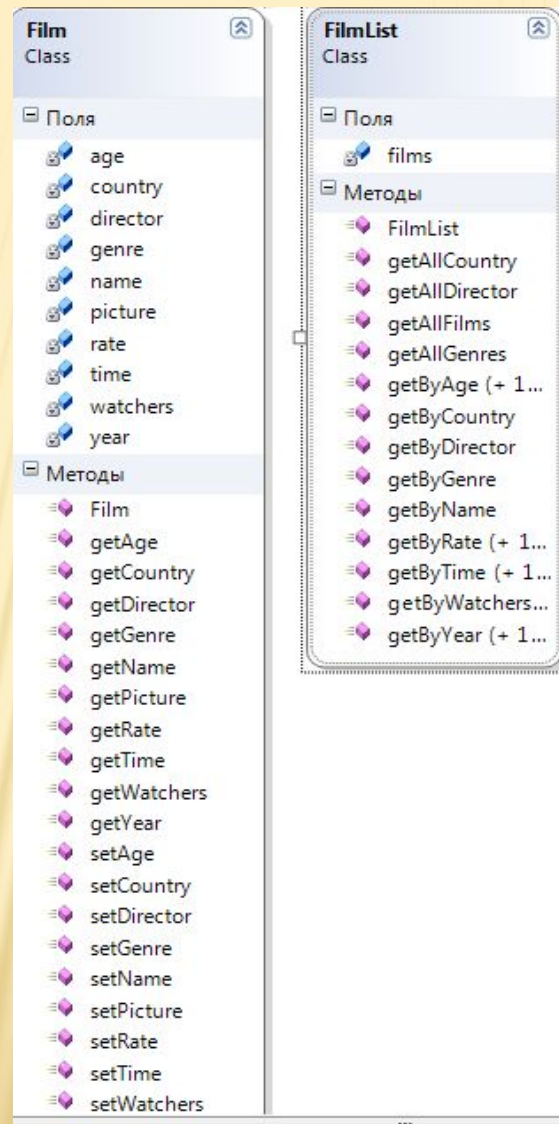 Film
Class
Поля
age
country
director
genre
name
picture
rate
time
watchers
year
Методы
Film
getAge
getCountry
getDirector
getGenre
getName
getPicture
getRate
getTime
getWatchers
getYear
setAge
setCountry
setDirector
setGenre
setName
setPicture
setRate
setTime
setWatchers
FilmList
Class
Поля
films
Методы
FilmList
getAllCountry
getAllDirector
getAllFilms
getAllGenres
getByAge (+ 1...
getByCountry
getByDirector
getByGenre
getByName
getByRate (+ 1...
getByTime (+ 1...
getByWatchers...
getByYear (+ 1...